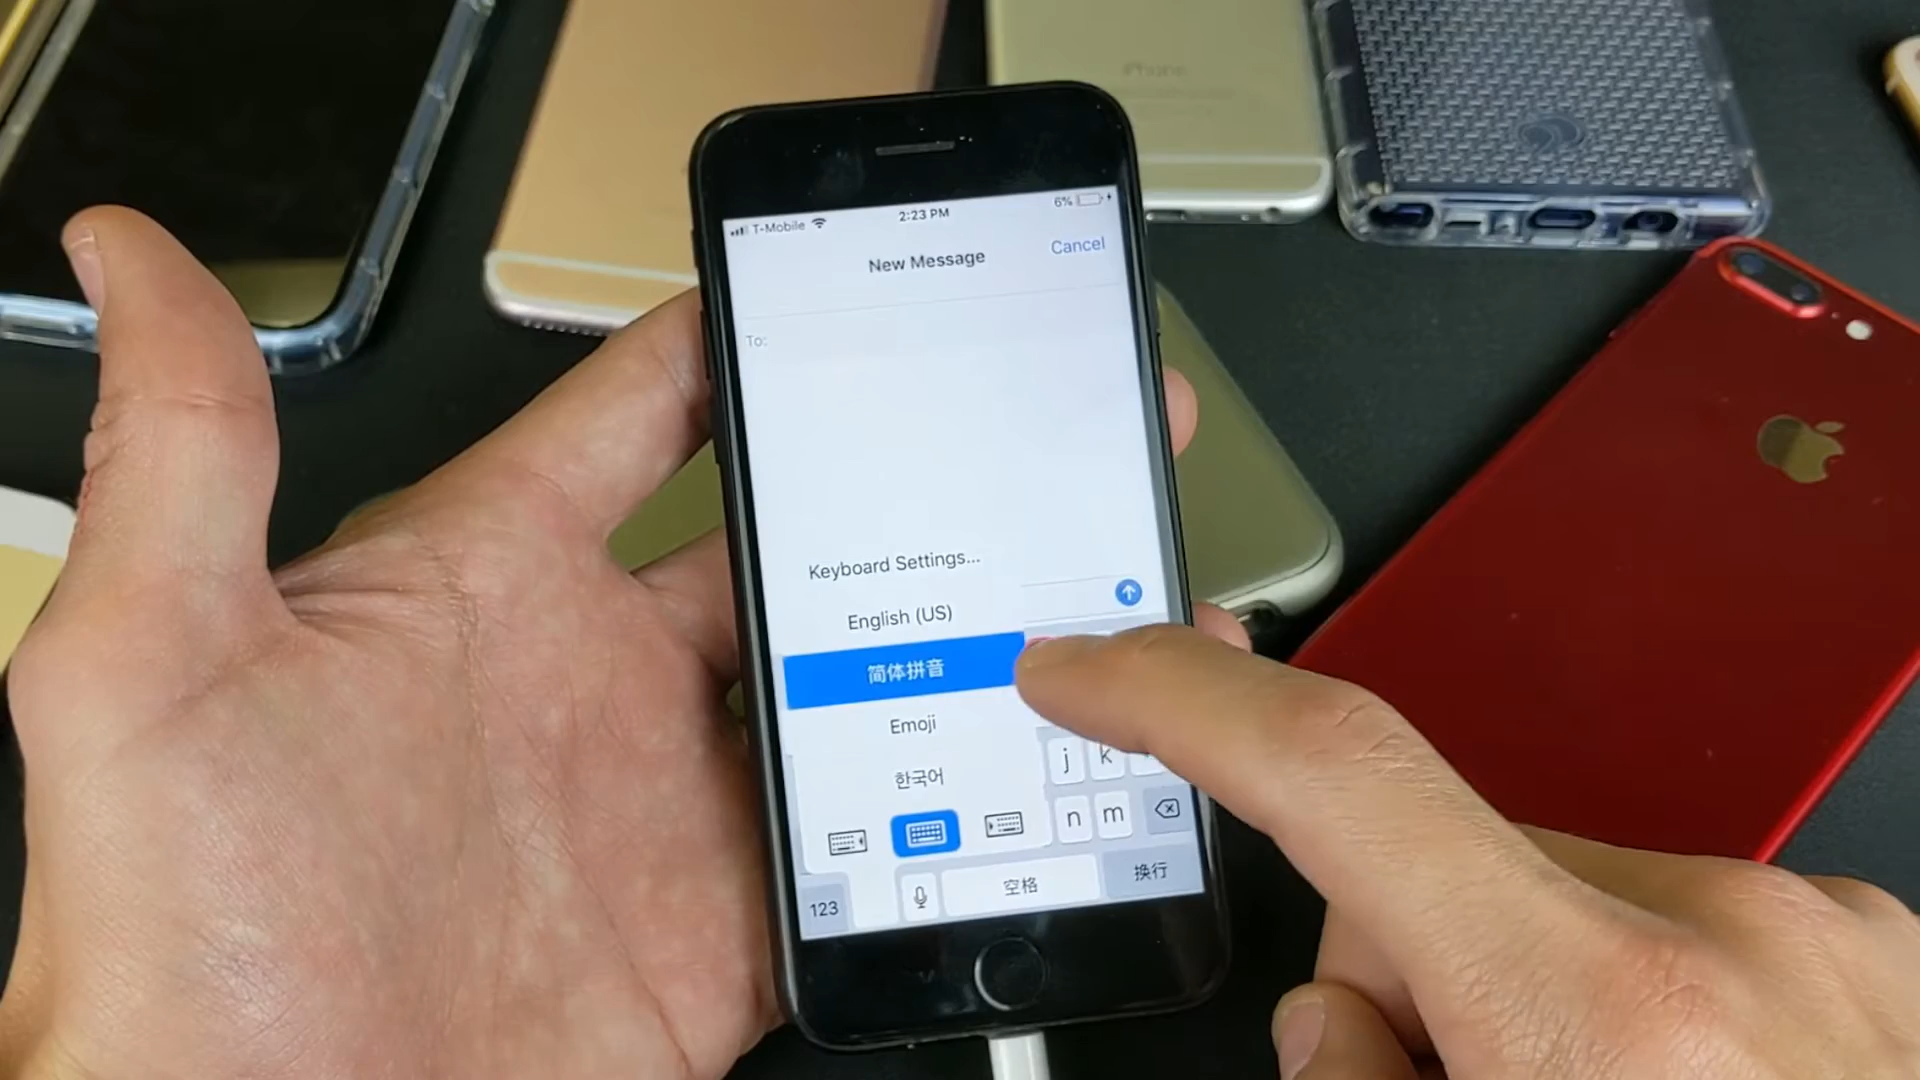 iPhone
T-Mobile 2:23 PM 6%
New Message Cancel
To:
Keyboard Settings...
English (US)
简体拼音
Emoji
한국어
j k
n m
123 空格 换行